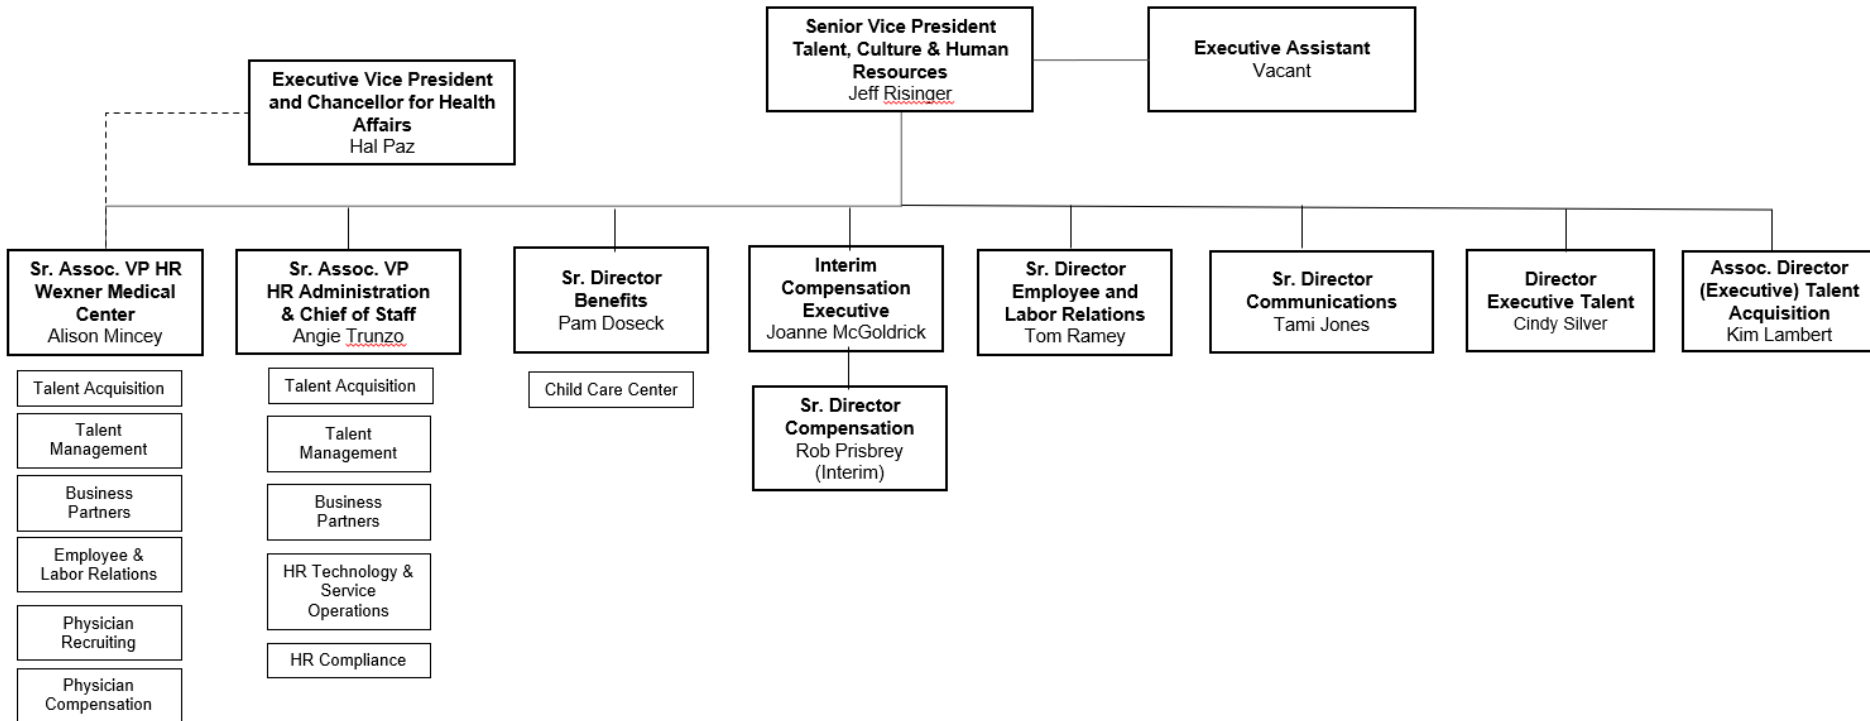 Senior Vice President
Talent, Culture & Human
Resources
Jeff Risinger
Executive Assistant
Vacant
Executive Vice President
and Chancellor for Health
Affairs
Hal Paz
Sr. Assoc. VP HR
Wexner Medical
Center
Alison Mincey
Talent Acquisition
Talent
Management
Business
Partners
Employee &
Labor Relations
Physician
Recruiting
Physician
Compensation
Sr. Assoc. VP
HR Administration
& Chief of Staff
Angie Trunzo
Talent Acquisition
Talent
Management
Business
Partners
HR Technology &
Service
Operations
HR Compliance
Sr. Director
Benefits
Pam Doseck
Child Care Center
Interim
Compensation
Executive
Joanne McGoldrick
Sr. Director
Compensation
Rob Prisbrey
(Interim)
Sr. Director
Employee and
Labor Relations
Tom Ramey
Sr. Director
Communications
Tami Jones
Director
Executive Talent
Cindy Silver
Assoc. Director
(Executive) Talent
Acquisition
Kim Lambert